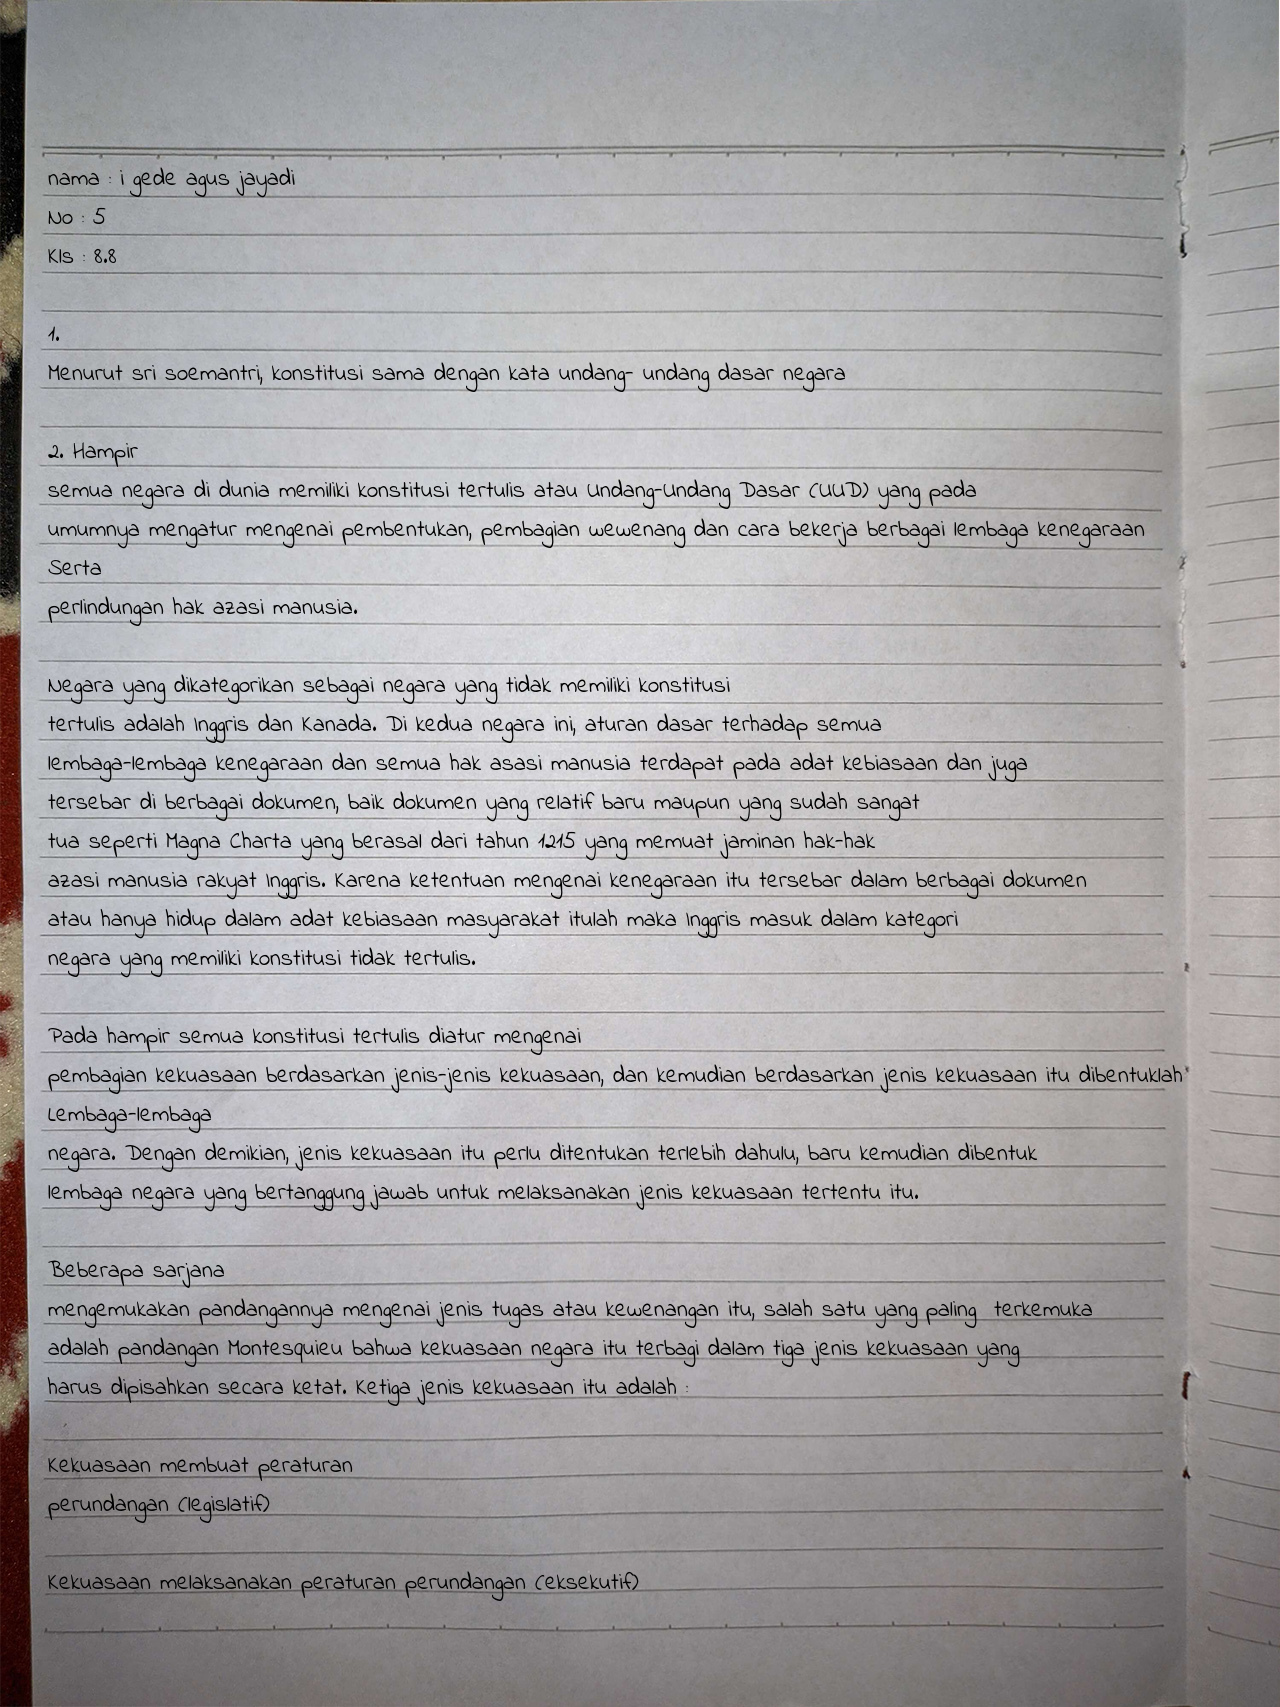 nama : i gede agus jayadi
No : 5
Kls : 8.8
1.
Menurut sri soemantri, konstitusi sama dengan kata undang- undang dasar negara
2. Hampir
semua negara di dunia memiliki konstitusi tertulis atau Undang-Undang Dasar (UUD) yang pada
umumnya mengatur mengenai pembentukan, pembagian wewenang dan cara bekerja berbagai lembaga kenegaraan
Serta
perlindungan hak azasi manusia.
Negara yang dikategorikan sebagai negara yang tidak memiliki konstitusi
tertulis adalah Inggris dan Kanada. Di kedua negara ini, aturan dasar terhadap semua
lembaga-lembaga kenegaraan dan semua hak asasi manusia terdapat pada adat kebiasaan dan juga
tersebar di berbagai dokumen, baik dokumen yang relatif baru maupun yang sudah sangat
tua seperti Magna Charta yang berasal dari tahun 1215 yang memuat jaminan hak-hak
azasi manusia rakyat Inggris. Karena ketentuan mengenai kenegaraan itu tersebar dalam berbagai dokumen
atau hanya hidup dalam adat kebiasaan masyarakat itulah maka Inggris masuk dalam kategori
negara yang memiliki konstitusi tidak tertulis.
Pada hampir semua konstitusi tertulis diatur mengenai
pembagian kekuasaan berdasarkan jenis-jenis kekuasaan, dan kemudian berdasarkan jenis kekuasaan itu dibentuklah
Lembaga-lembaga
negara. Dengan demikian, jenis kekuasaan itu perlu ditentukan terlebih dahulu, baru kemudian dibentuk
lembaga negara yang bertanggung jawab untuk melaksanakan jenis kekuasaan tertentu itu.
Beberapa sarjana
mengemukakan pandangannya mengenai jenis tugas atau kewenangan itu, salah satu yang paling terkemuka
adalah pandangan Montesquieu bahwa kekuasaan negara itu terbagi dalam tiga jenis kekuasaan yang
harus dipisahkan secara ketat. Ketiga jenis kekuasaan itu adalah :
Kekuasaan membuat peraturan
perundangan (legislatif)
Kekuasaan melaksanakan peraturan perundangan (eksekutif)